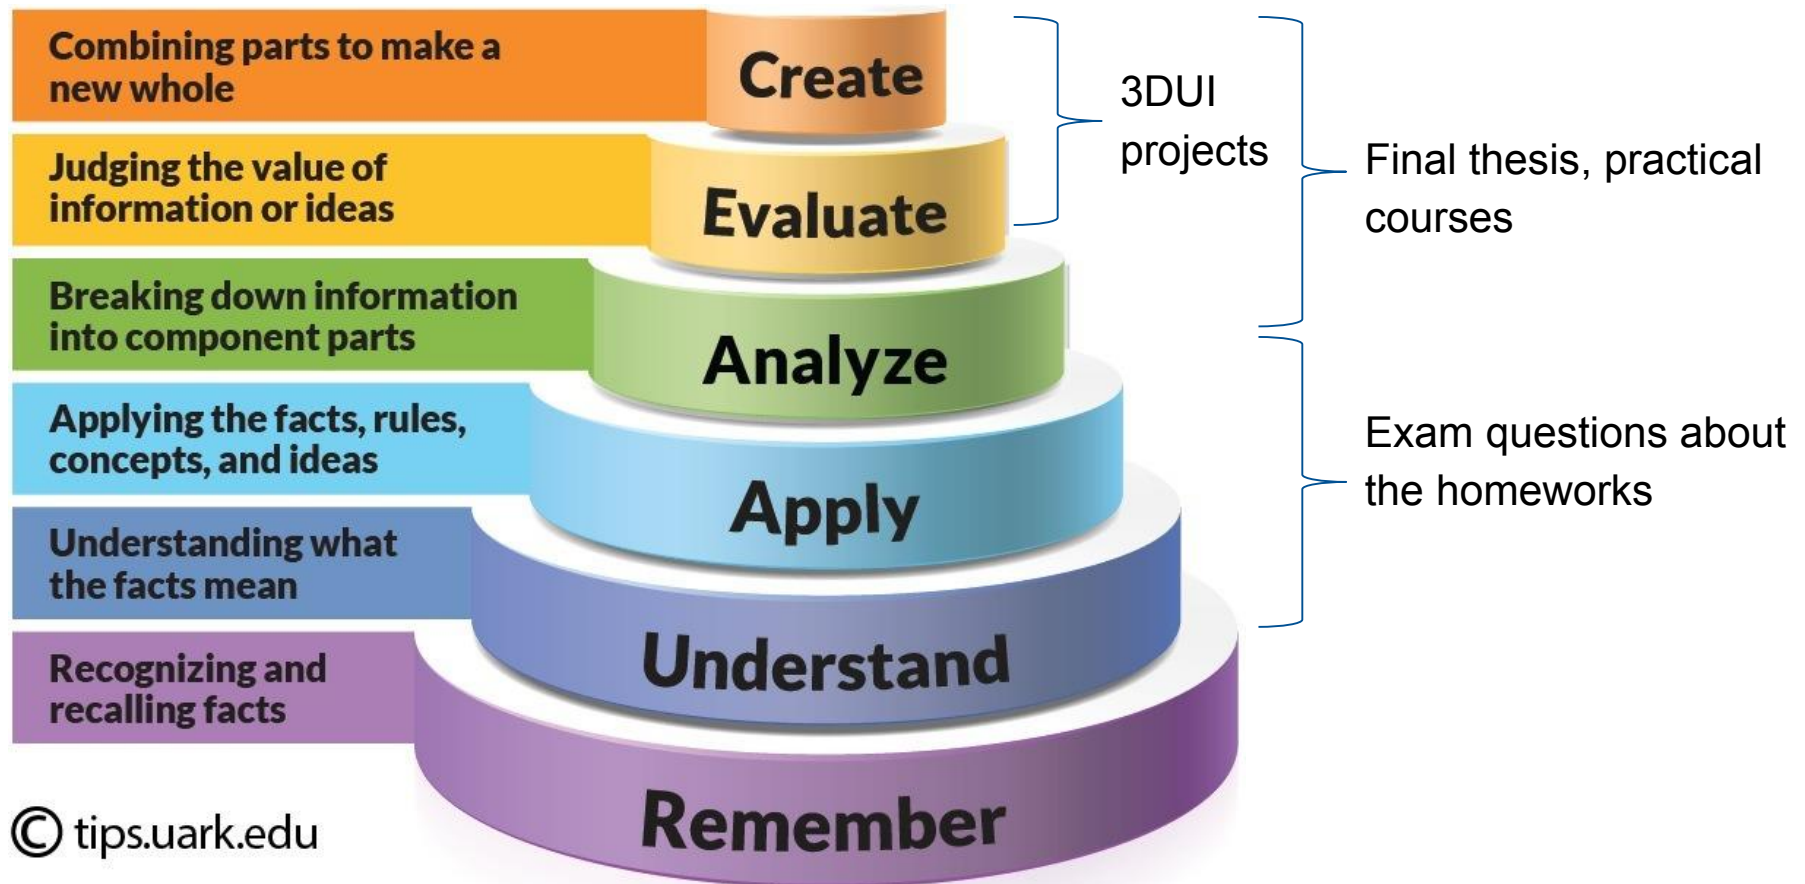 Combining parts to make a
new whole
Create
Judging the value of
information or ideas
Evaluate
Breaking down information
into component parts
Analyze
Applying the facts, rules,
concepts, and ideas
Apply
Understanding what
the facts mean
Understand
Recognizing and
recalling facts
Remember
3DUI
projects
Final thesis, practical
courses
Exam questions about
the homeworks
© tips.uark.edu